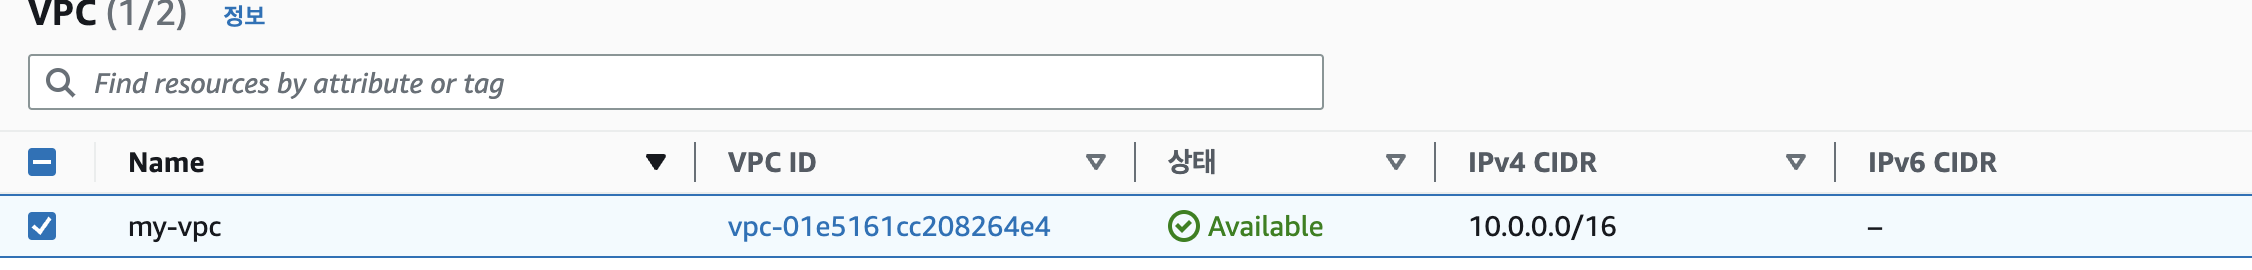 VPC (1/2) 정보
Find resources by attribute or tag
Name VPC ID 상태 IPv4 CIDR IPv6 CIDR
my-vpc vpc-01e5161cc208264e4 Available 10.0.0.0/16 –